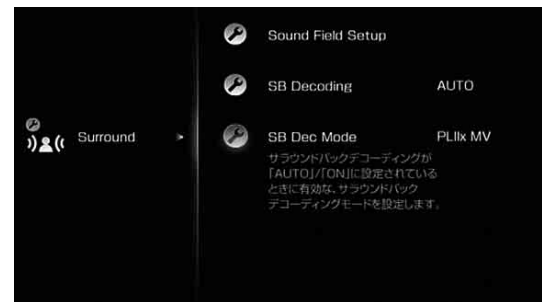 Sound Field Setup
SB Decoding AUTO
Surround
SB Dec Mode PLIIx MV
サラウンドバックデコーディングが
「AUTO」/「ON」に設定されている
ときに有効な、サラウンドバック
デコーディングモードを設定します。